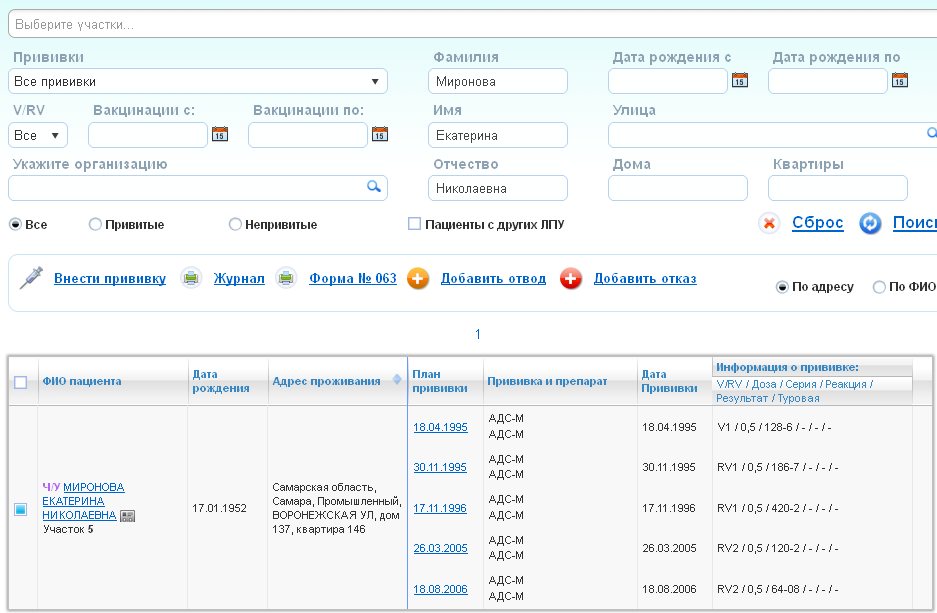 Выберите участки...
Прививки
Фамилия
Дата рождения с
Дата рождения по
Все прививки
Миронова
15
15
V/RV
Вакцинации с:
Вакцинации по:
Имя
Улица
Все
15
15
Екатерина
Укажите организацию
Отчество
Дома
Квартиры
Николаевна
Все
Привитые
Непривитые
Пациенты с других ЛПУ
Сброс
Поиск
Внести прививку
Журнал
Форма № 063
Добавить отвод
Добавить отказ
По адресу
По ФИО
1
ФИО пациента
Дата
рождения
Адрес проживания
План
прививки
Прививка и препарат
Дата
Прививки
Информация о прививке:
V/RV / Доза / Серия / Реакция /
Результат / Туровая
Ч/У МИРОНОВА
ЕКАТЕРИНА
НИКОЛАЕВНА
Участок 5
17.01.1952
Самарская область,
Самара, Промышленный,
ВОРОНЕЖСКАЯ УЛ, дом
137, квартира 146
18.04.1995
АДС-М
АДС-М
18.04.1995
V1 / 0,5 / 128-6 / - / - / -
30.11.1995
АДС-М
АДС-М
30.11.1995
RV1 / 0,5 / 186-7 / - / - / -
17.11.1996
АДС-М
АДС-М
17.11.1996
RV1 / 0,5 / 420-2 / - / - / -
26.03.2005
АДС-М
АДС-М
26.03.2005
RV2 / 0,5 / 120-2 / - / - / -
18.08.2006
АДС-М
АДС-М
18.08.2006
RV2 / 0,5 / 64-08 / - / - / -